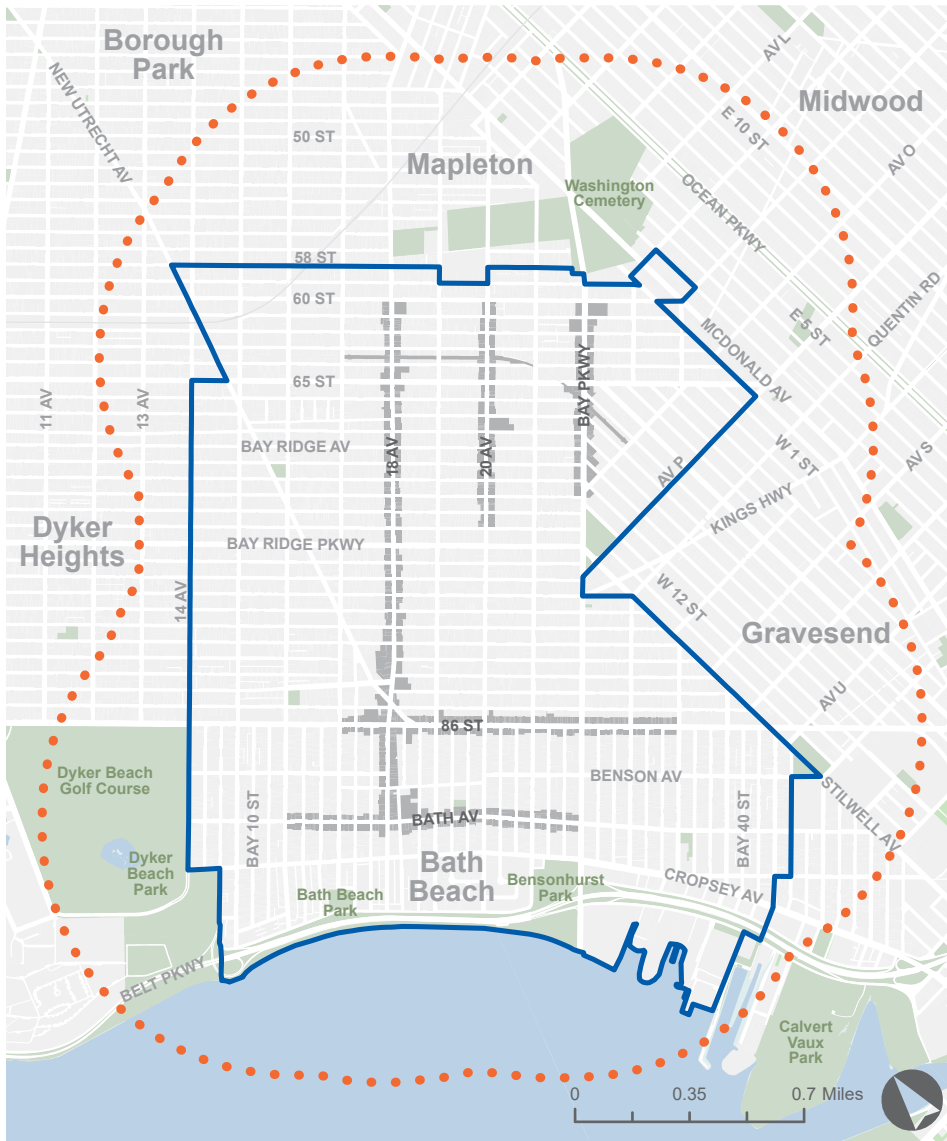 Borough
Park
AV L
Midwood
NEW UTRECHT AV
E 10 ST
50 ST
AV O
Mapleton
Washington
Cemetery
OCEAN PKWY
58 ST
QUENTIN RD
60 ST
E 5 ST
MCDONALD AV
65 ST
BAY PKWY
11 AV
13 AV
BAY RIDGE AV
18 AV
20 AV
AV P
W 1 ST
AV S
KINGS HWY
Dyker
Heights
BAY RIDGE PKWY
14 AV
W 12 ST
Gravesend
AV U
86 ST
Dyker Beach
Golf Course
BENSON AV
BAY 10 ST
BATH AV
BAY 40 ST
STILWELL AV
Dyker
Beach
Park
Bath
Beach
Bath Beach
Park
Bensonhurst
Park
CROPSEY AV
BELT PKWY
Calvert
Vaux
Park
0 0.35 0.7 Miles